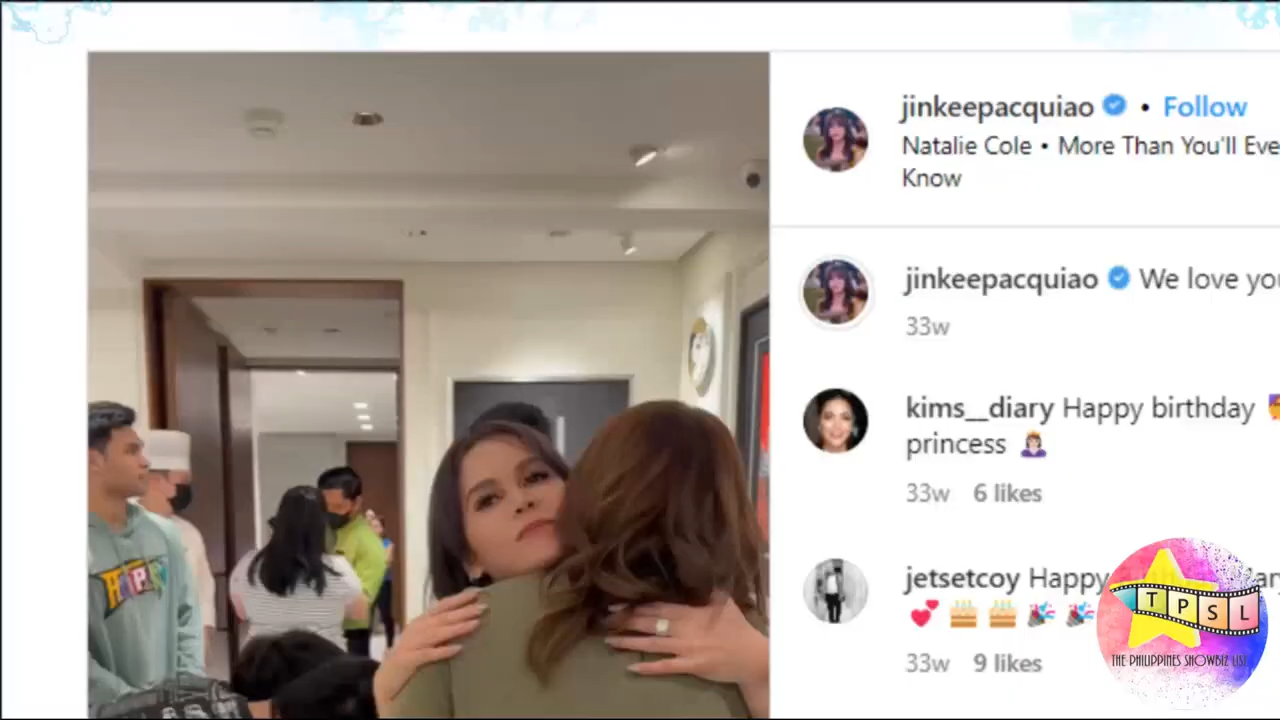 jinkeepacquiao • Follow
Natalie Cole • More Than You'll Eve
Know
jinkeepacquiao We love you
33w
kims__diary Happy birthday
princess
33w 6 likes
jetsetcoy Happy
33w 9 likes
TPSL
THE PHILIPPINES SHOWBIZ LIST